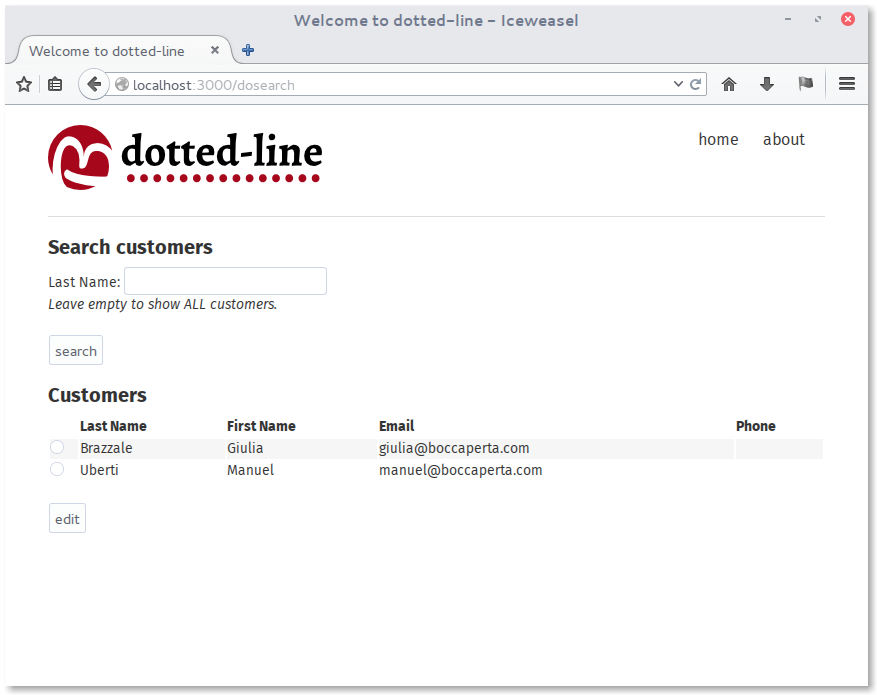 Welcome to dotted-line - Iceweasel
Welcome to dotted-line
localhost:3000/dosearch
dotted-line
home about
Search customers
Last Name:
Leave empty to show ALL customers.
search
Customers
Last Name First Name Email Phone
Brazzale Giulia giulia@boccaperta.com
Uberti Manuel manuel@boccaperta.com
edit